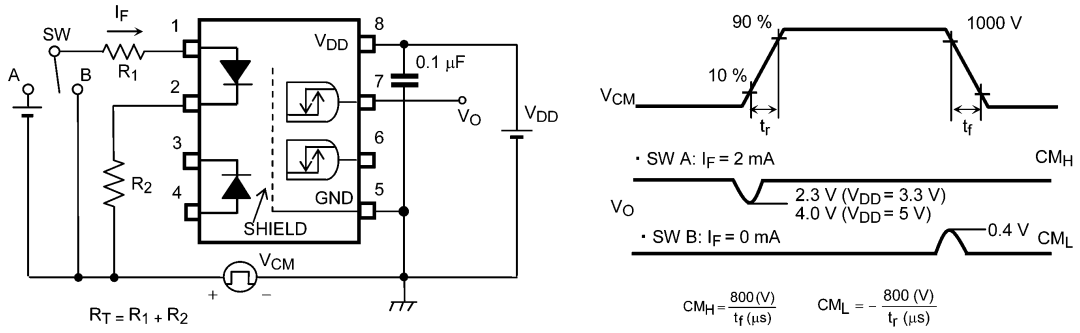 I_F
SW
A
B
R_1
R_2
1
2
3
4
8
7
6
5
V_DD
GND
SHIELD
0.1 μF
V_O
V_DD
V_CM
+
−
R_T = R_1 + R_2
90 %
10 %
1000 V
V_CM
t_r
t_f
· SW A: I_F = 2 mA
CM_H
2.3 V (V_DD = 3.3 V)
4.0 V (V_DD = 5 V)
V_O
· SW B: I_F = 0 mA
0.4 V
CM_L
CM_H = 800 (V) / t_f (μs)
CM_L = − 800 (V) / t_r (μs)